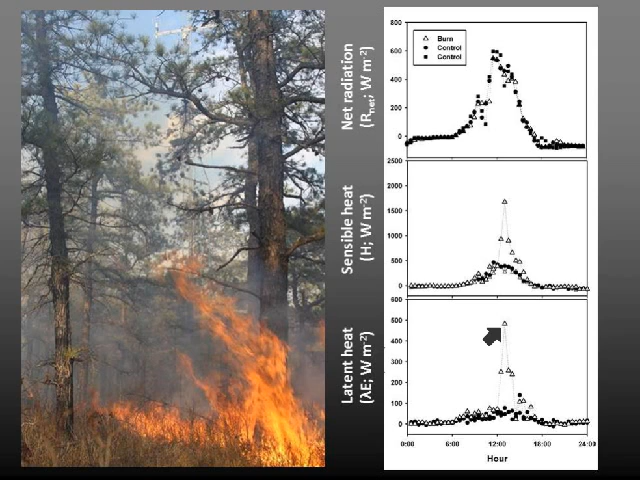 Net radiation
(Rnet; W m-2)
800
600
400
200
0
Burn
Control
Control
Sensible heat
(H; W m-2)
2500
2000
1500
1000
500
0
Latent heat
(λE; W m-2)
600
500
400
300
200
100
0
0:00 6:00 12:00 18:00 24:00
Hour